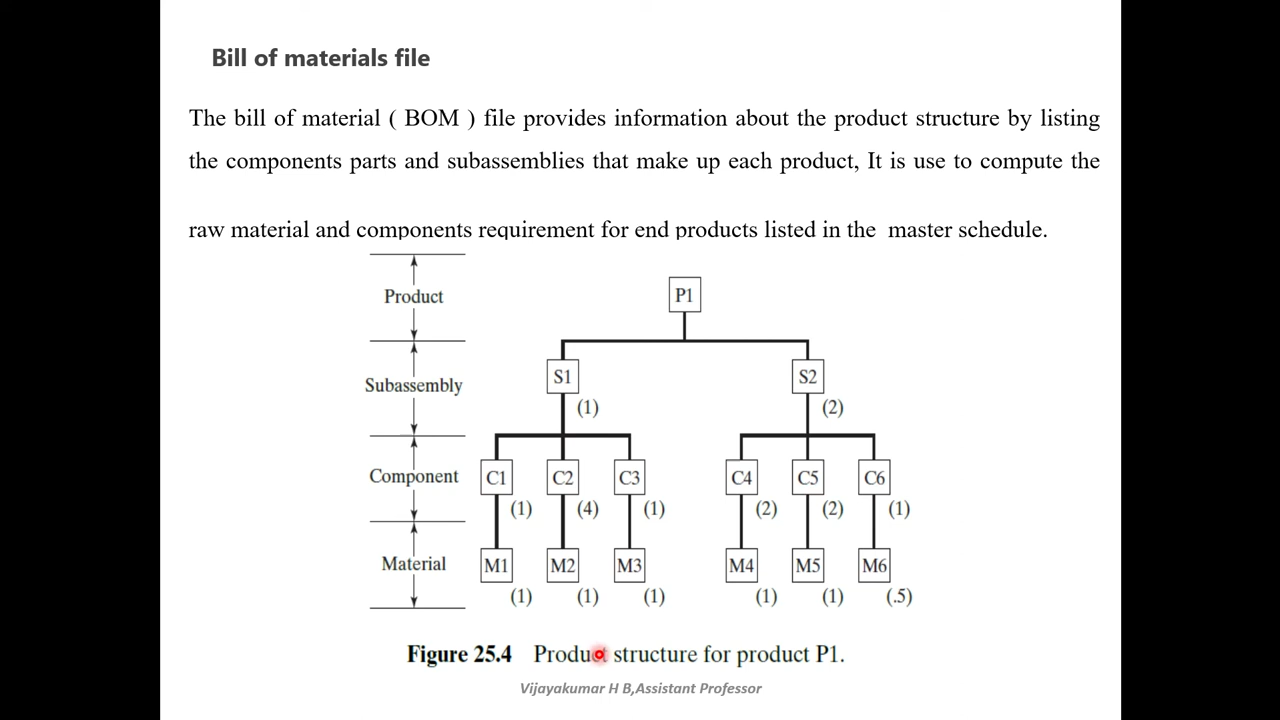 Bill of materials file
The bill of material ( BOM ) file provides information about the product structure by listing
the components parts and subassemblies that make up each product, It is use to compute the
raw material and components requirement for end products listed in the master schedule.
Product P1
Subassembly S1 S2
(1) (2)
Component C1 C2 C3 C4 C5 C6
(1) (4) (1) (2) (2) (1)
Material M1 M2 M3 M4 M5 M6
(1) (1) (1) (1) (1) (.5)
Figure 25.4 Product structure for product P1.
Vijayakumar H B,Assistant Professor